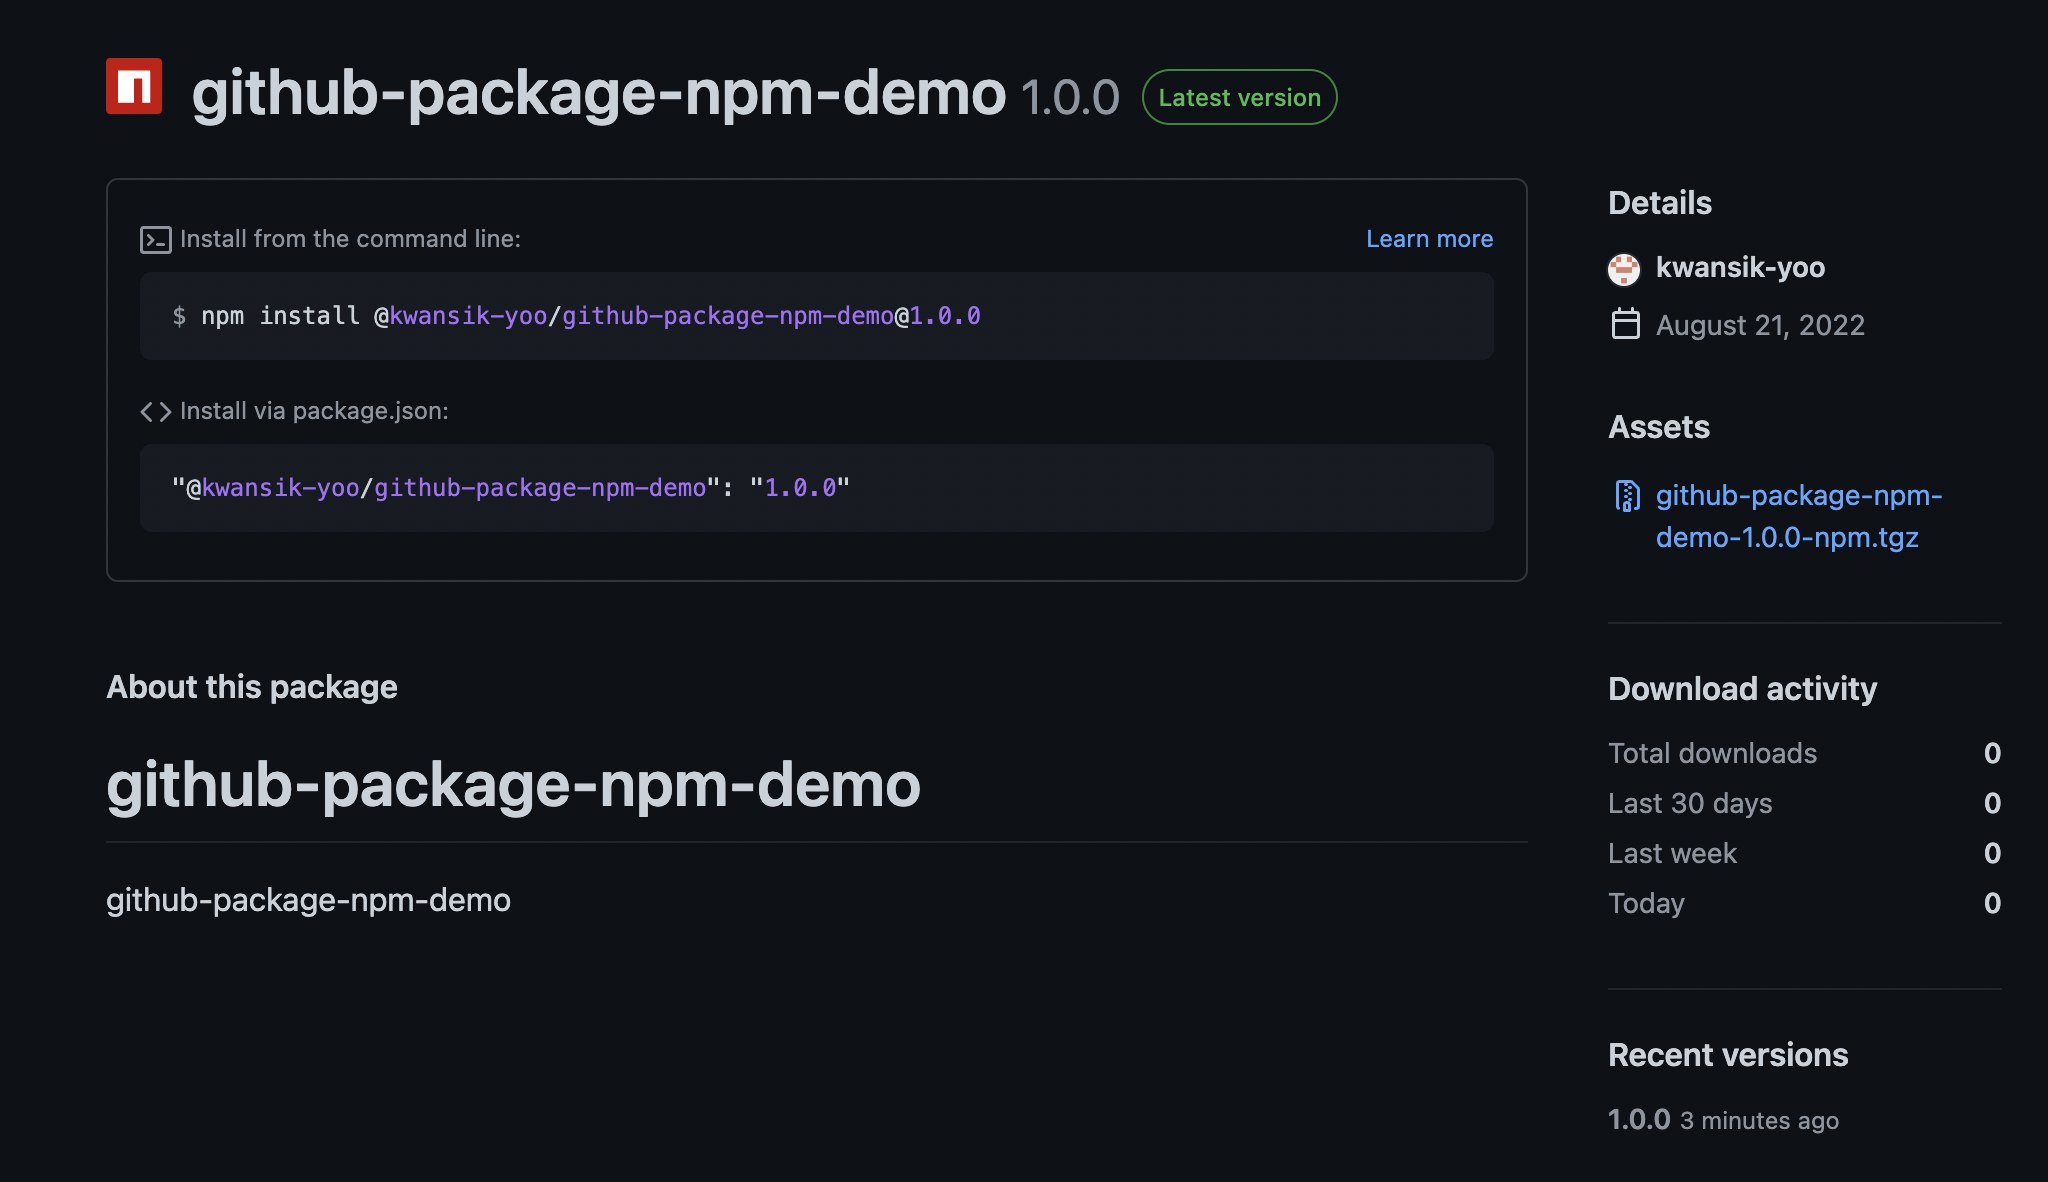 github-package-npm-demo 1.0.0 Latest version
Install from the command line:
Learn more
$ npm install @kwansik-yoo/github-package-npm-demo@1.0.0
Install via package.json:
"@kwansik-yoo/github-package-npm-demo": "1.0.0"
About this package
github-package-npm-demo
github-package-npm-demo
Details
kwansik-yoo
August 21, 2022
Assets
github-package-npm-
demo-1.0.0-npm.tgz
Download activity
Total downloads 0
Last 30 days 0
Last week 0
Today 0
Recent versions
1.0.0 3 minutes ago